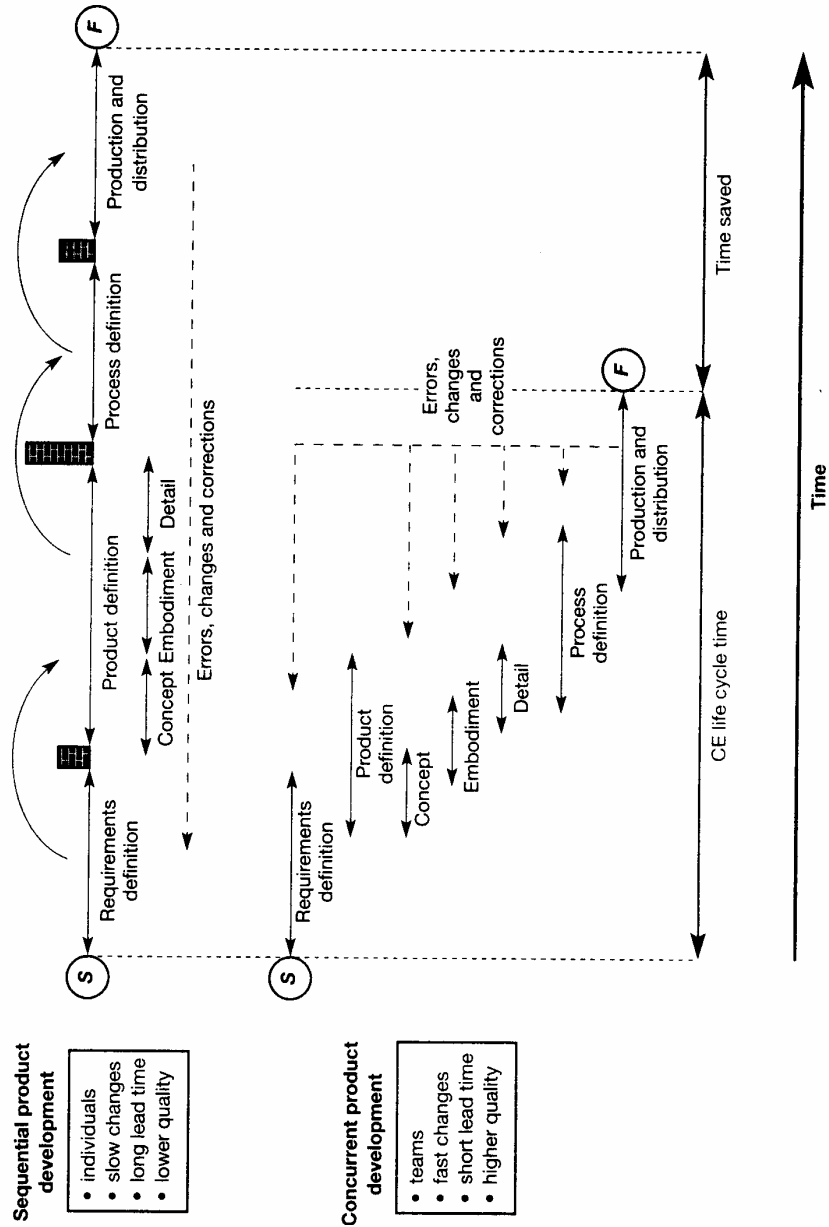 Sequential product
development
• individuals
• slow changes
• long lead time
• lower quality
S
Requirements
definition
Product definition
Process definition
Production and
distribution
F
Concept
Embodiment
Detail
Errors, changes and corrections
Concurrent product
development
• teams
• fast changes
• short lead time
• higher quality
S
Requirements
definition
Product
definition
Concept
Embodiment
Detail
Process
definition
Production and
distribution
F
Errors,
changes
and
corrections
CE life cycle time
Time saved
Time